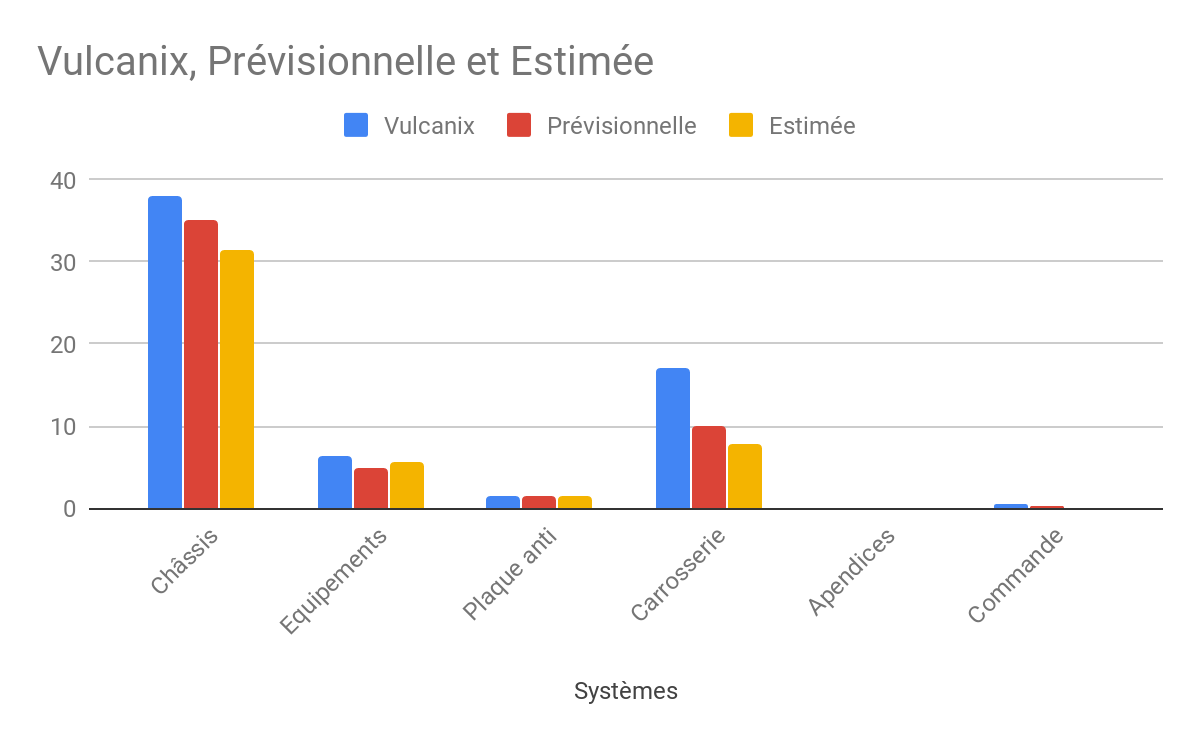 Vulcanix, Prévisionnelle et Estimée
Vulcanix Prévisionnelle Estimée
40
30
20
10
0
Châssis Equipements Plaque anti Carrosserie Apendices Commande
Systèmes